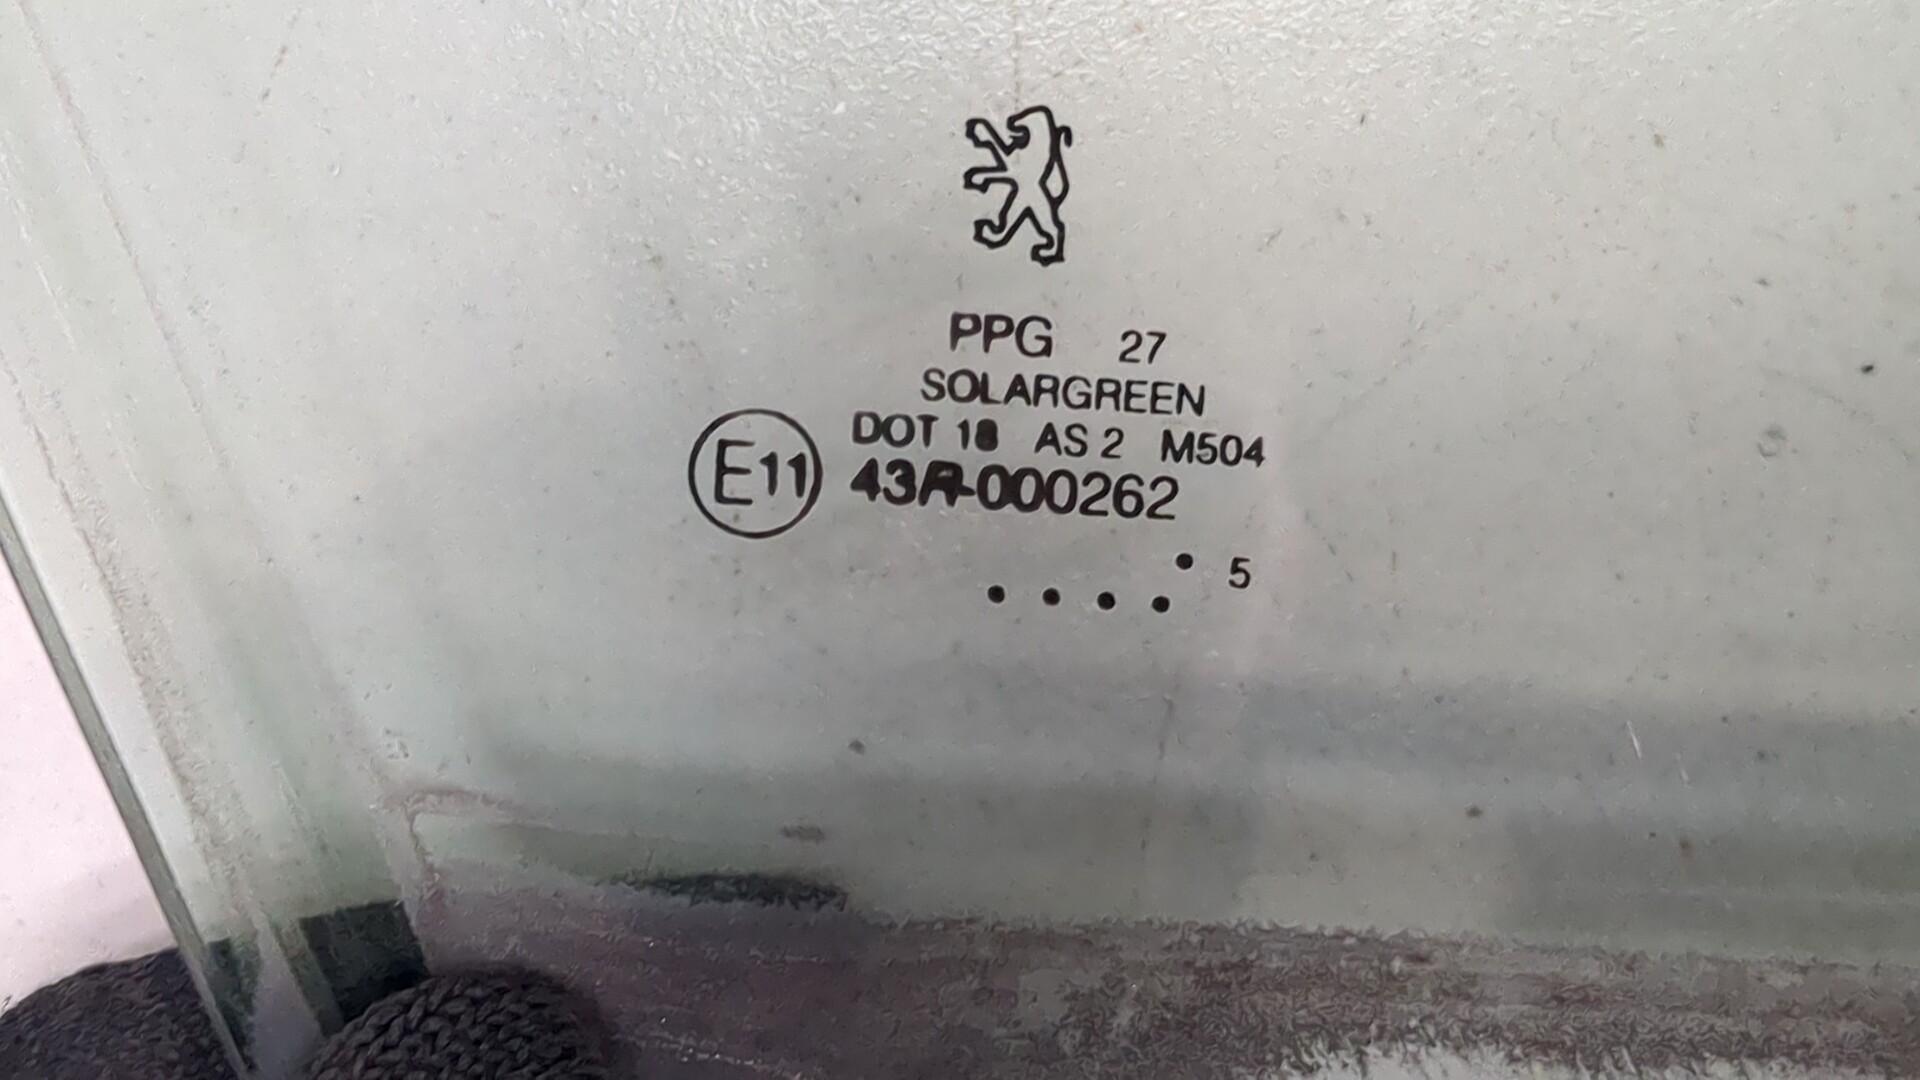 PPG 27
SOLARGREEN
DOT 18 AS 2 M504
E11 43R-000262
. . . . . 5